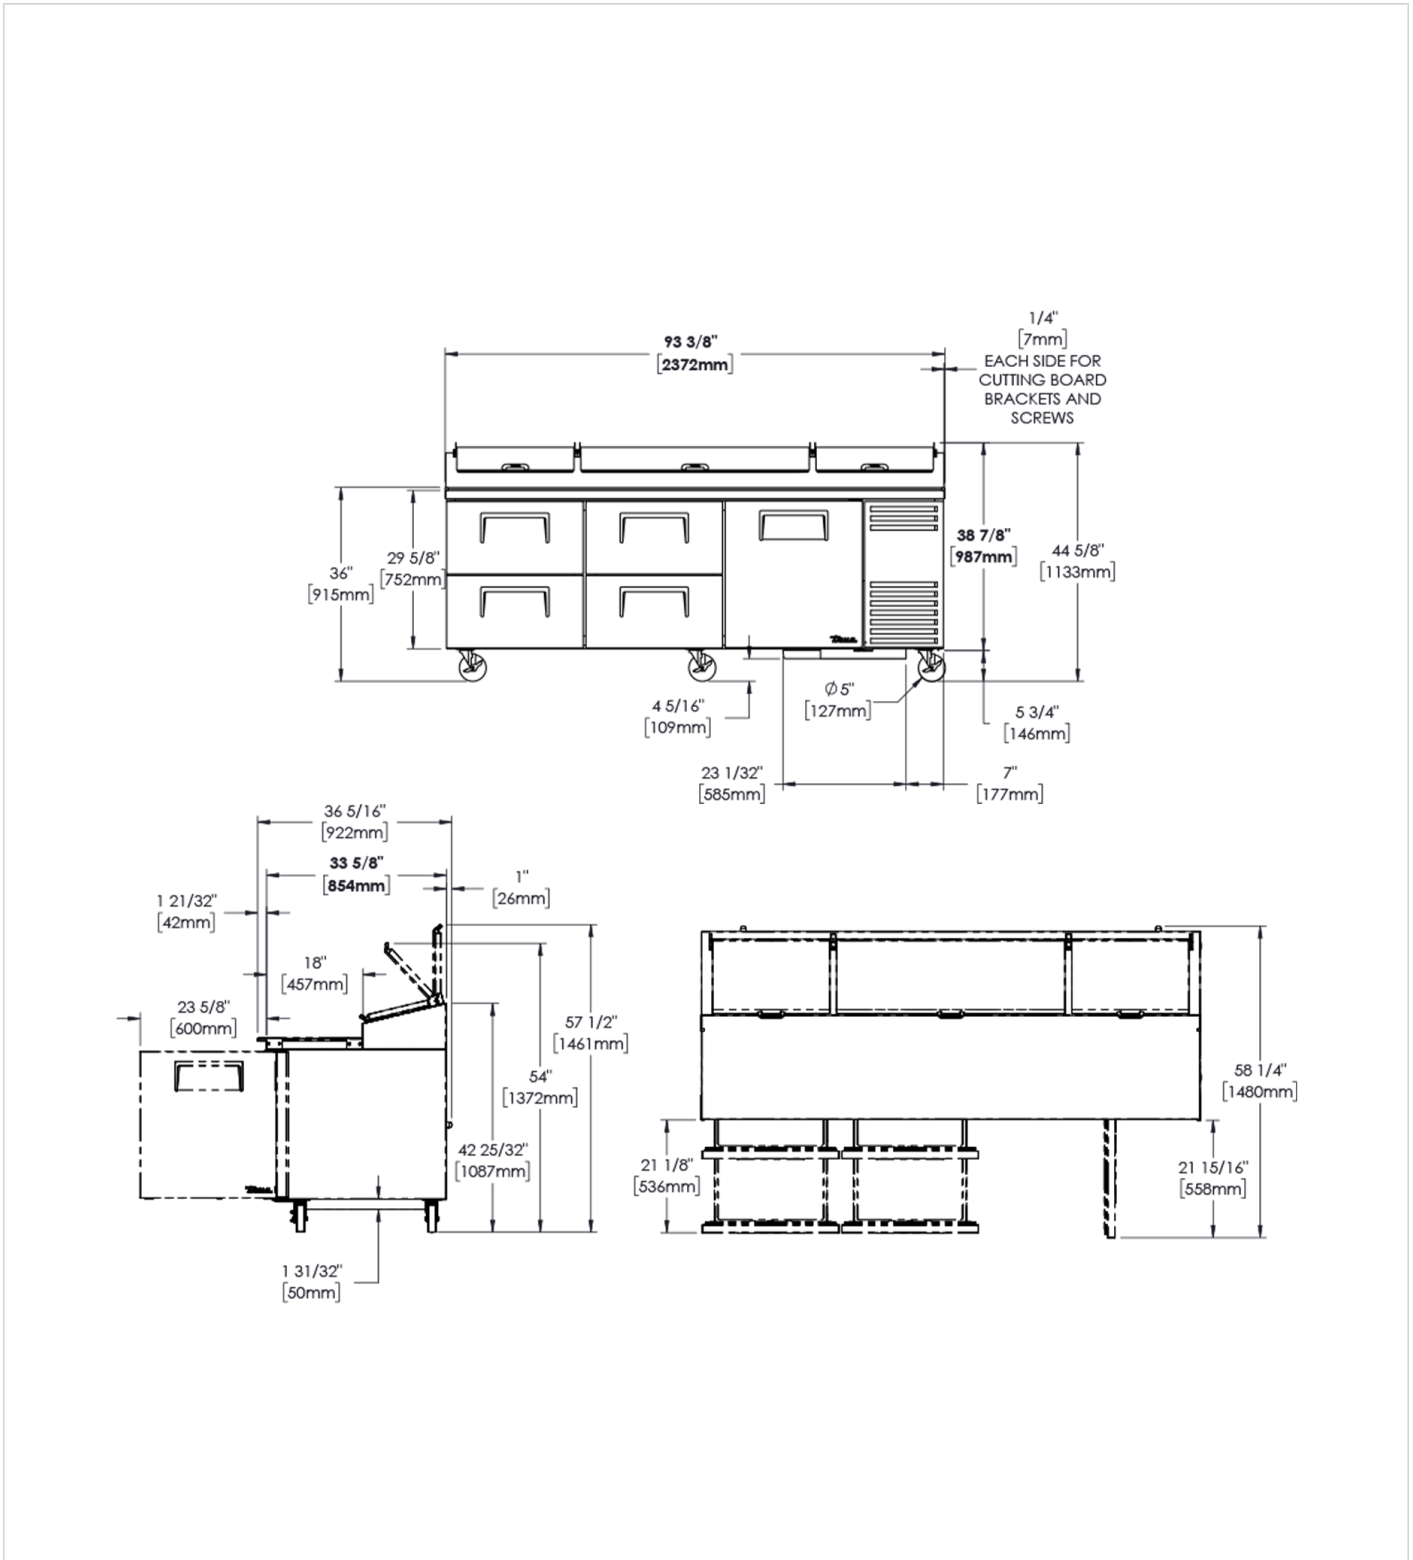 93 3/8"
[2372mm]
1/4"
[7mm]
EACH SIDE FOR
CUTTING BOARD
BRACKETS AND
SCREWS
36"
[915mm]
29 5/8"
[752mm]
38 7/8"
[987mm]
44 5/8"
[1133mm]
True
4 5/16"
[109mm]
Ø 5"
[127mm]
5 3/4"
[146mm]
23 1/32"
[585mm]
7"
[177mm]
36 5/16"
[922mm]
33 5/8"
[854mm]
1"
[26mm]
1 21/32"
[42mm]
18"
[457mm]
23 5/8"
[600mm]
57 1/2"
[1461mm]
54"
[1372mm]
42 25/32"
[1087mm]
True
1 31/32"
[50mm]
58 1/4"
[1480mm]
21 1/8"
[536mm]
21 15/16"
[558mm]